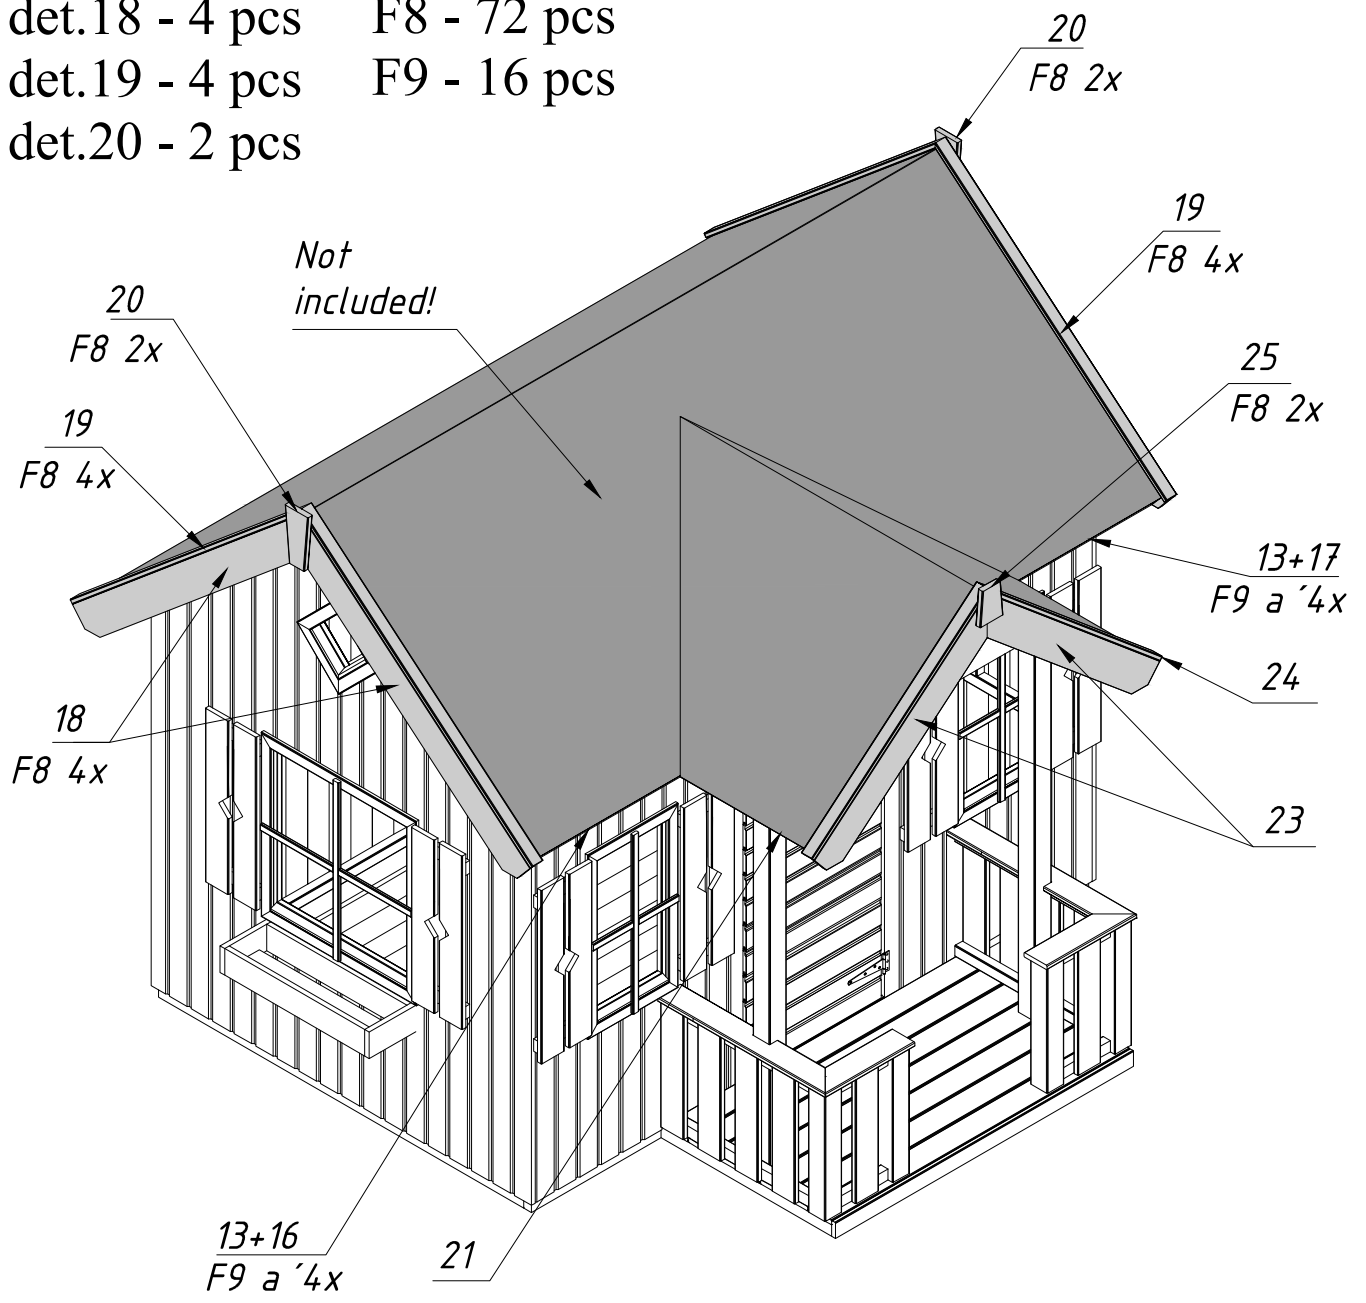 det.18 - 4 pcs F8 - 72 pcs
det.19 - 4 pcs F9 - 16 pcs
det.20 - 2 pcs
20
F8 2x
19
F8 4x
Not
included!
20
F8 2x
25
F8 2x
19
F8 4x
13+17
F9 a ´4x
24
18
F8 4x
23
13+16
F9 a ´4x
21